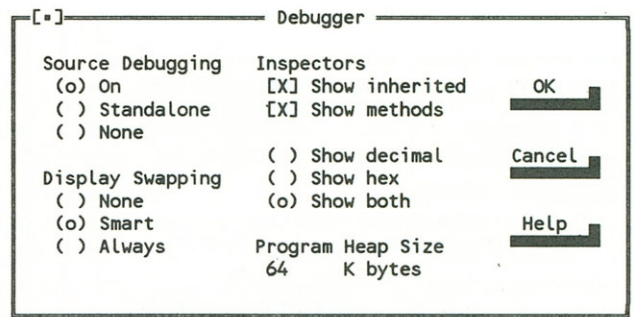 [▪] Debugger
Source Debugging
(o) On
( ) Standalone
( ) None
Display Swapping
( ) None
(o) Smart
( ) Always
Inspectors
[X] Show inherited
[X] Show methods
( ) Show decimal
( ) Show hex
(o) Show both
Program Heap Size
64 K bytes
OK
Cancel
Help